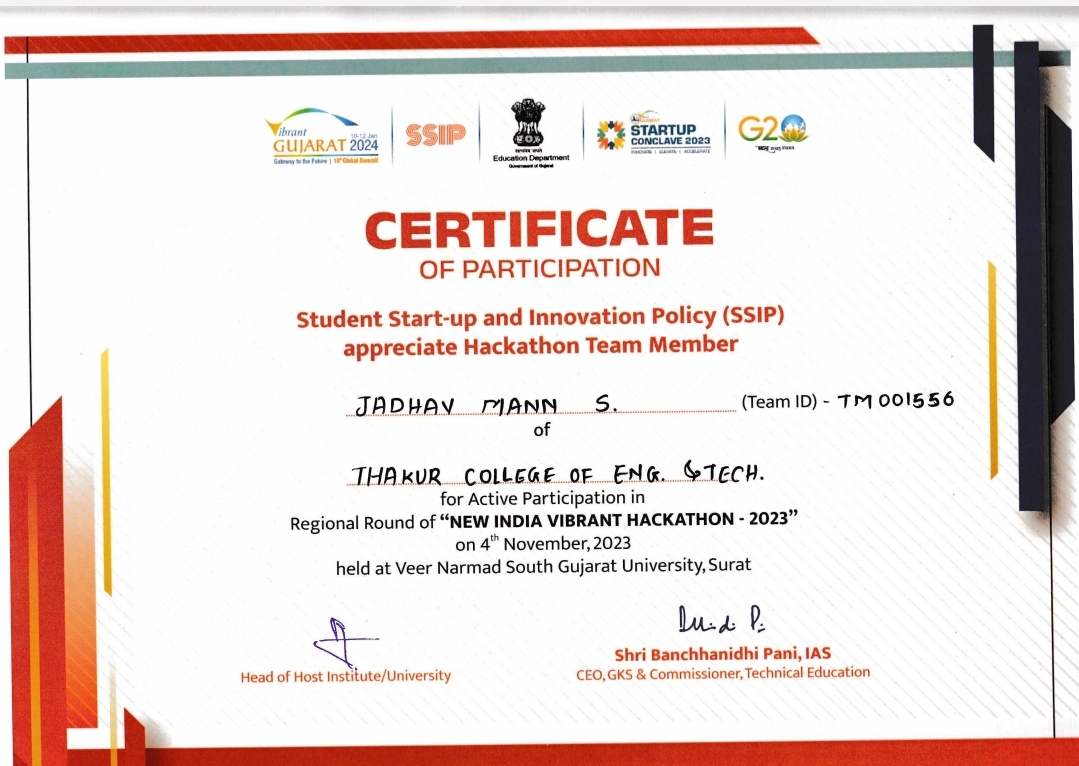 Vibrant
10-12 Jan
GUJARAT 2024
Gateway to the Future | 10th Global Summit
SSIP
सत्यमेव जयते
Education Department
Government of Gujarat
GUJARAT
STARTUP
CONCLAVE 2023
INNOVATE | ELEVATE | ACCELERATE
G20
भारत 2023 INDIA
CERTIFICATE
OF PARTICIPATION
Student Start-up and Innovation Policy (SSIP)
appreciate Hackathon Team Member
JADHAV MANN S. (Team ID) - TM001556
of
THAKUR COLLEGE OF ENG. & TECH.
for Active Participation in
Regional Round of “NEW INDIA VIBRANT HACKATHON - 2023”
on 4th November, 2023
held at Veer Narmad South Gujarat University, Surat
Head of Host Institute/University
Shri Banchhanidhi Pani, IAS
CEO, GKS & Commissioner, Technical Education